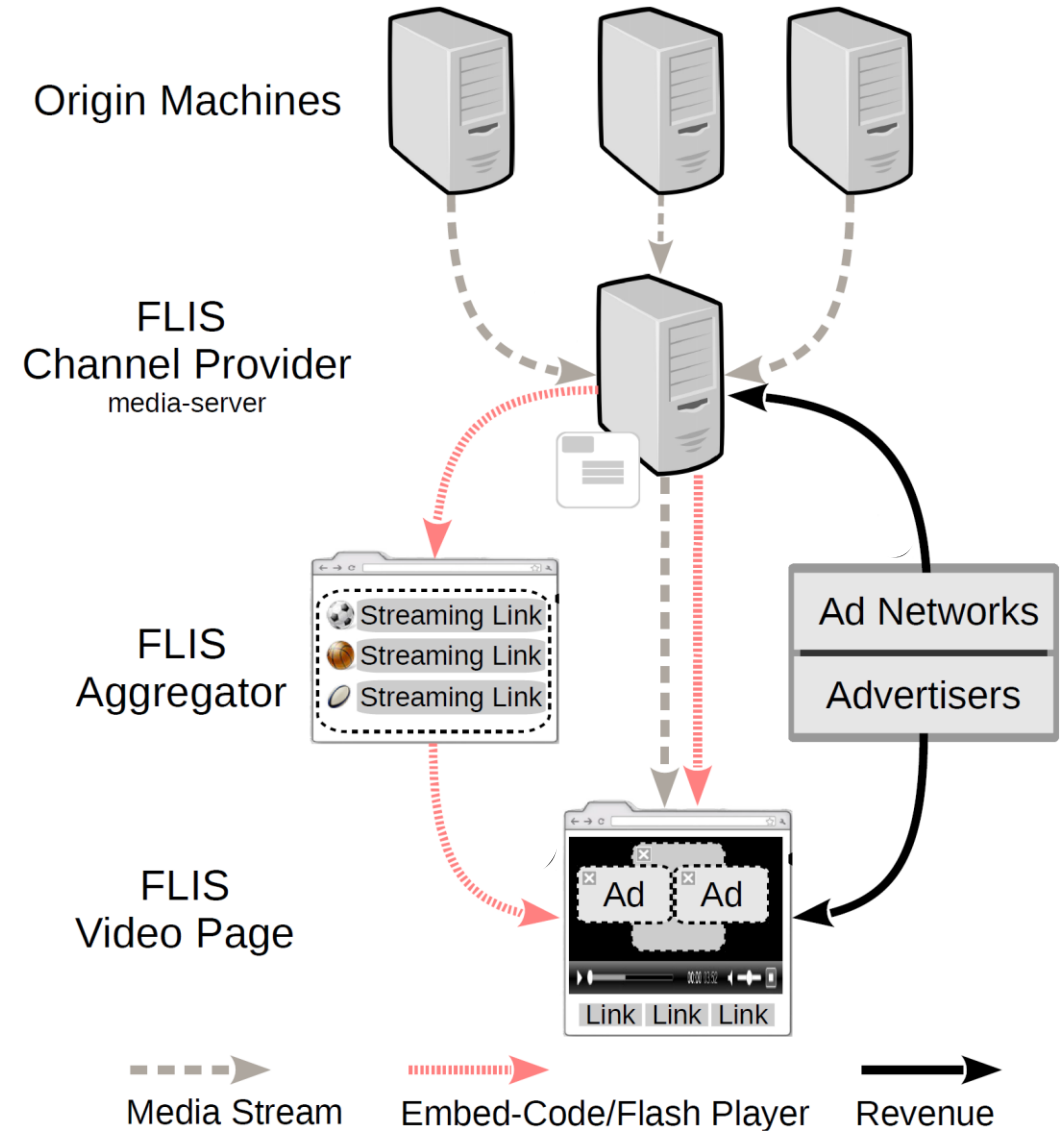 Origin Machines
FLIS
Channel Provider
media-server
Streaming Link
Streaming Link
Streaming Link
FLIS
Aggregator
Ad Networks
Advertisers
Ad
Ad
FLIS
Video Page
Link
Link
Link
Media Stream
Embed-Code/Flash Player
Revenue